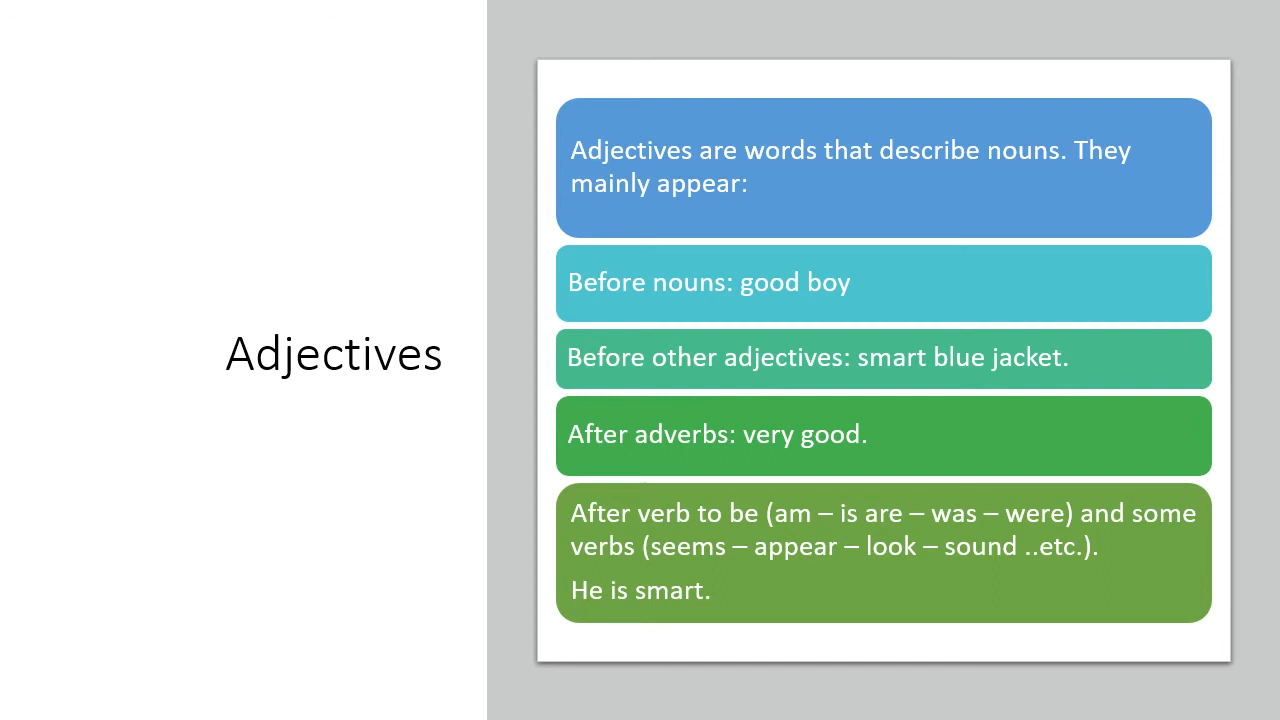 Adjectives
Adjectives are words that describe nouns. They
mainly appear:
Before nouns: good boy
Before other adjectives: smart blue jacket.
After adverbs: very good.
After verb to be (am – is are – was – were) and some
verbs (seems – appear – look – sound ..etc.).
He is smart.